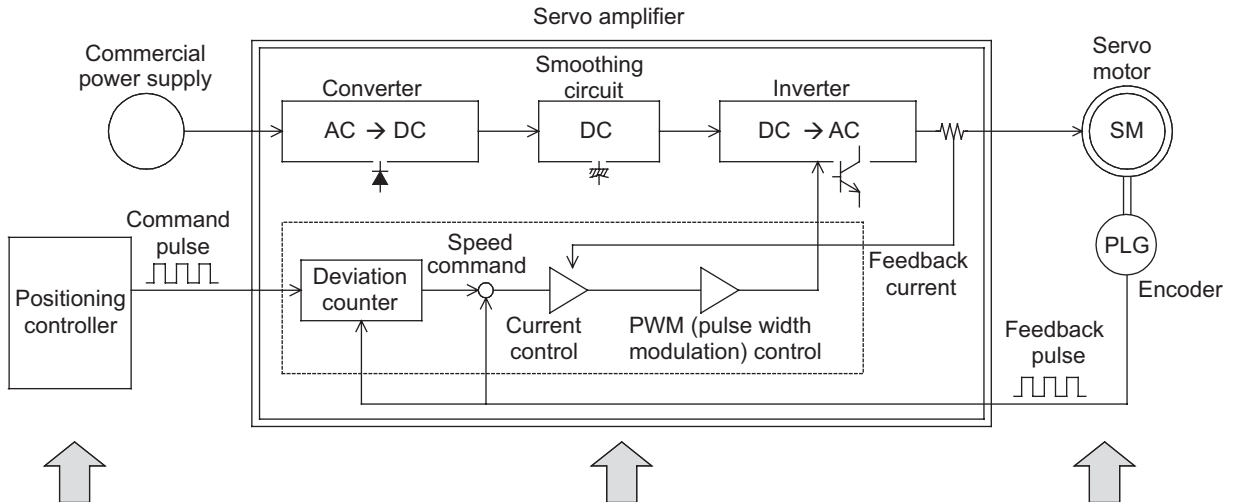 Servo amplifier
Commercial
power supply
Converter
Smoothing
circuit
Inverter
Servo
motor
AC → DC
DC
DC → AC
SM
Command
pulse
Positioning
controller
Deviation
counter
Speed
command
Current
control
PWM (pulse width
modulation) control
Feedback
current
PLG
Encoder
Feedback
pulse